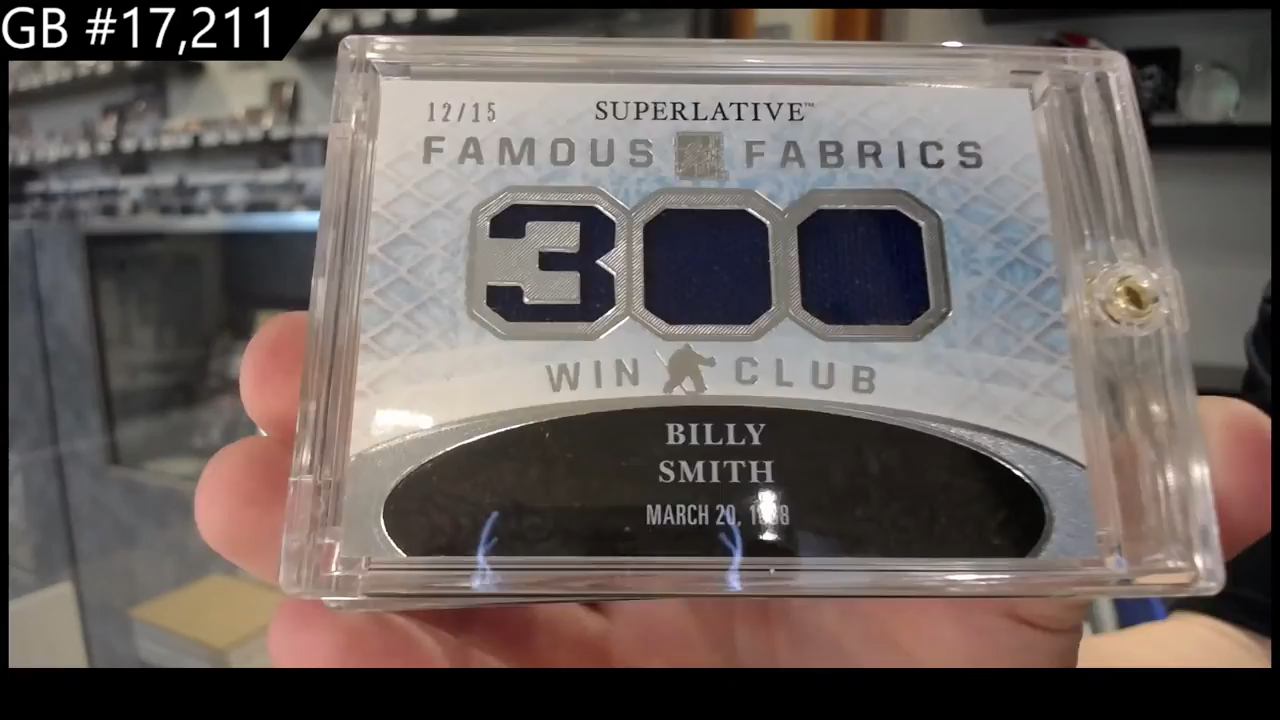 GB #17,211
12/15
SUPERLATIVE™
FAMOUS FABRICS
300
WIN CLUB
BILLY
SMITH
MARCH 20,